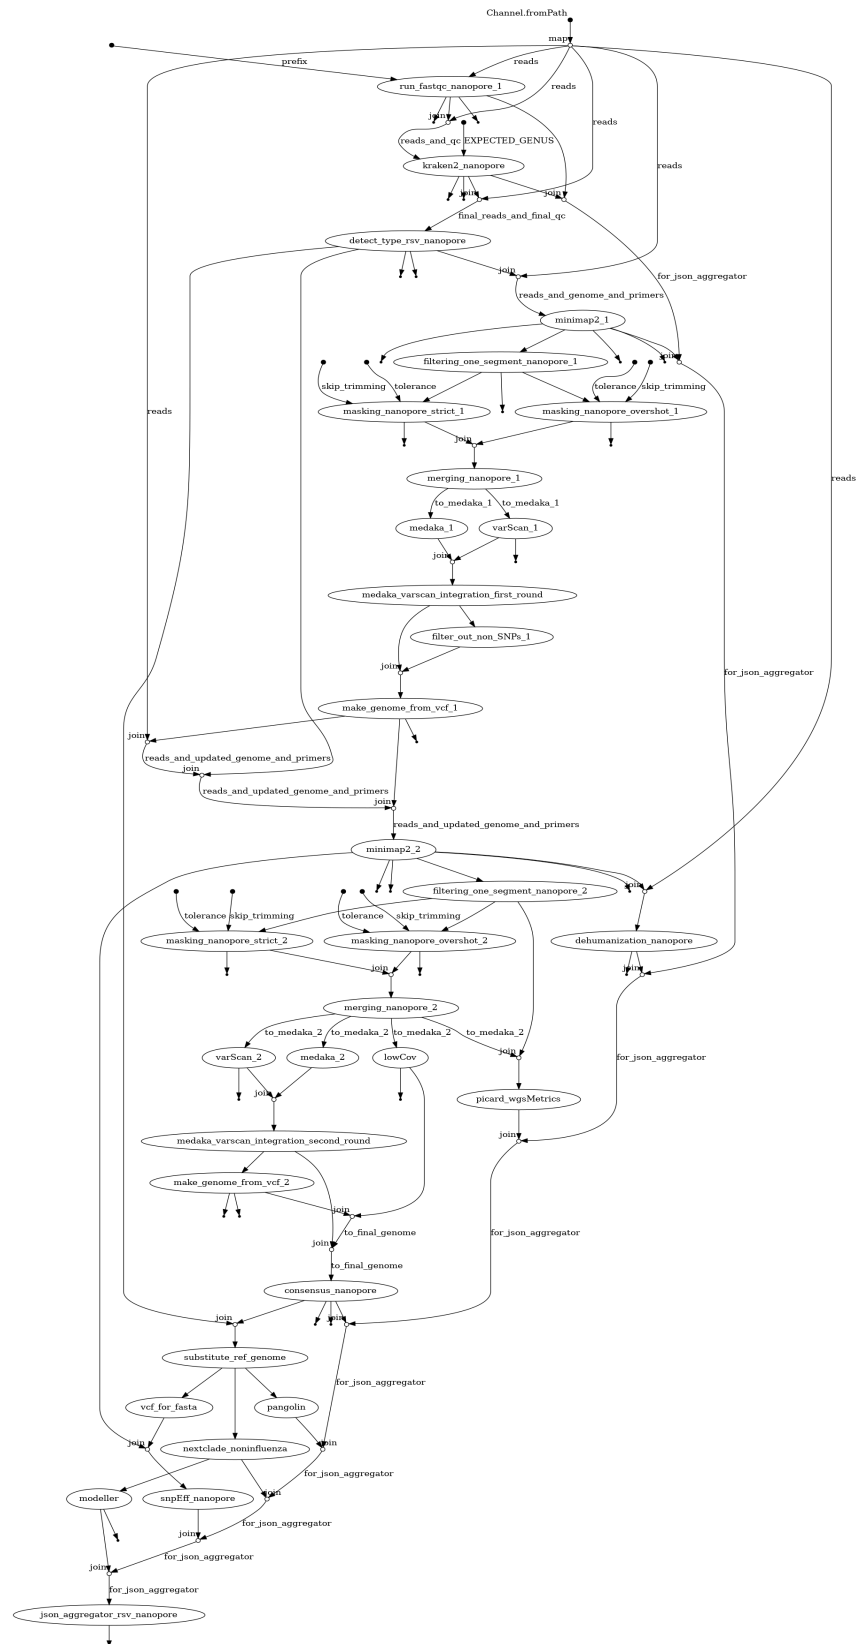 Channel.fromPath
map
prefix
reads
run_fastqc_nanopore_1
reads
join
reads
reads_and_qc
EXPECTED_GENUS
kraken2_nanopore
reads
join
join
final_reads_and_final_qc
detect_type_rsv_nanopore
join
for_json_aggregator
reads_and_genome_and_primers
minimap2_1
join
filtering_one_segment_nanopore_1
skip_trimming
tolerance
tolerance
skip_trimming
reads
masking_nanopore_strict_1
masking_nanopore_overshot_1
join
merging_nanopore_1
reads
to_medaka_1
to_medaka_1
medaka_1
varScan_1
join
medaka_varscan_integration_first_round
filter_out_non_SNPs_1
join
for_json_aggregator
make_genome_from_vcf_1
join
reads_and_updated_genome_and_primers
join
reads_and_updated_genome_and_primers
join
reads_and_updated_genome_and_primers
minimap2_2
join
filtering_one_segment_nanopore_2
tolerance
skip_trimming
tolerance
skip_trimming
masking_nanopore_strict_2
masking_nanopore_overshot_2
dehumanization_nanopore
join
join
merging_nanopore_2
to_medaka_2
to_medaka_2
to_medaka_2
to_medaka_2
join
varScan_2
medaka_2
lowCov
for_json_aggregator
join
picard_wgsMetrics
medaka_varscan_integration_second_round
join
make_genome_from_vcf_2
join
to_final_genome
for_json_aggregator
join
to_final_genome
consensus_nanopore
join
join
substitute_ref_genome
for_json_aggregator
vcf_for_fasta
pangolin
join
nextclade_noninfluenza
join
for_json_aggregator
modeller
snpEff_nanopore
join
for_json_aggregator
join
for_json_aggregator
join
for_json_aggregator
json_aggregator_rsv_nanopore